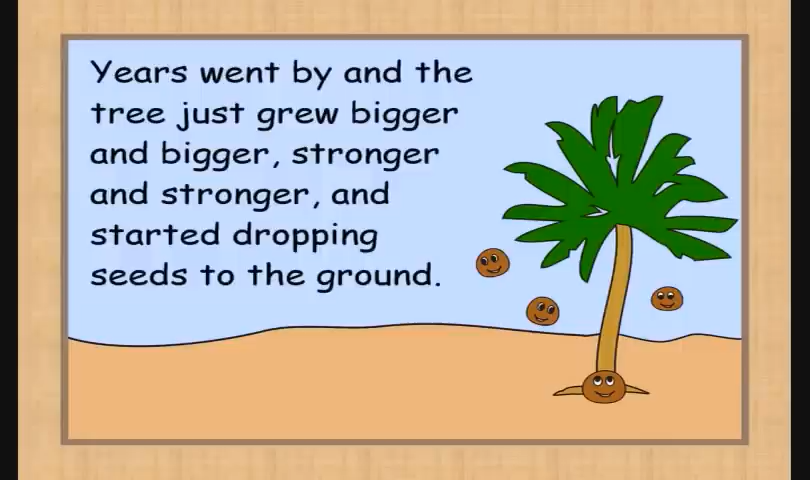 Years went by and the
tree just grew bigger
and bigger, stronger
and stronger, and
started dropping
seeds to the ground.